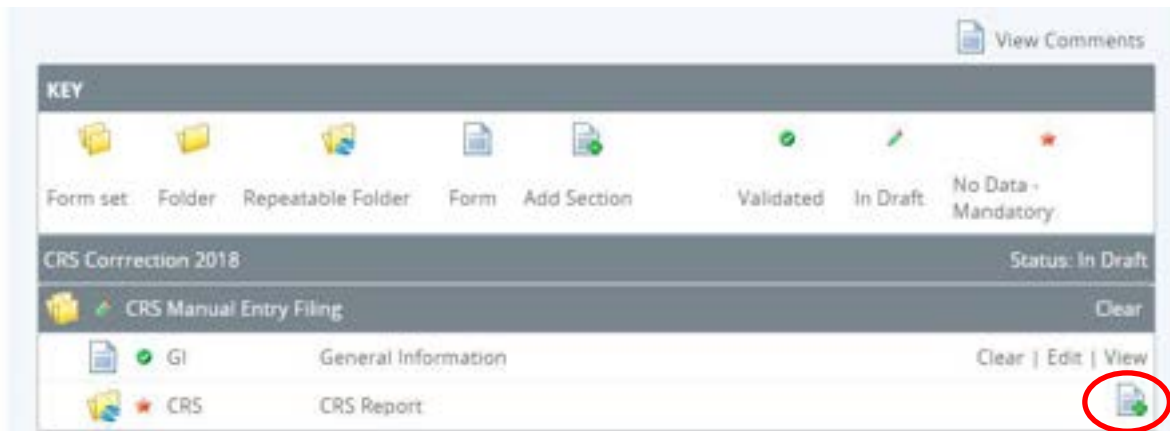 View Comments
KEY
Form set Folder Repeatable Folder Form Add Section Validated In Draft No Data - Mandatory
CRS Corrrection 2018 Status: In Draft
CRS Manual Entry Filing Clear
GI General Information Clear | Edit | View
CRS CRS Report